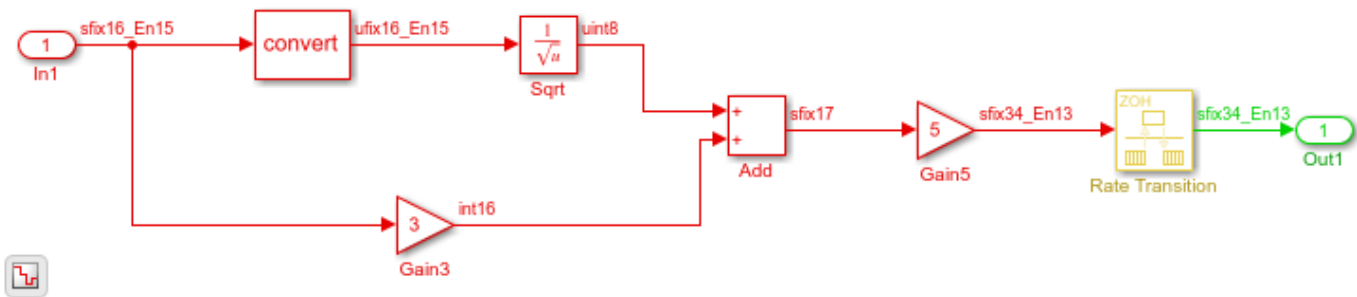 sfix16_En15
1
In1
convert
ufix16_En15
1
√u
Sqrt
uint8
3
Gain3
int16
+
+
Add
sfix17
5
Gain5
sfix34_En13
ZOH
Rate Transition
sfix34_En13
1
Out1